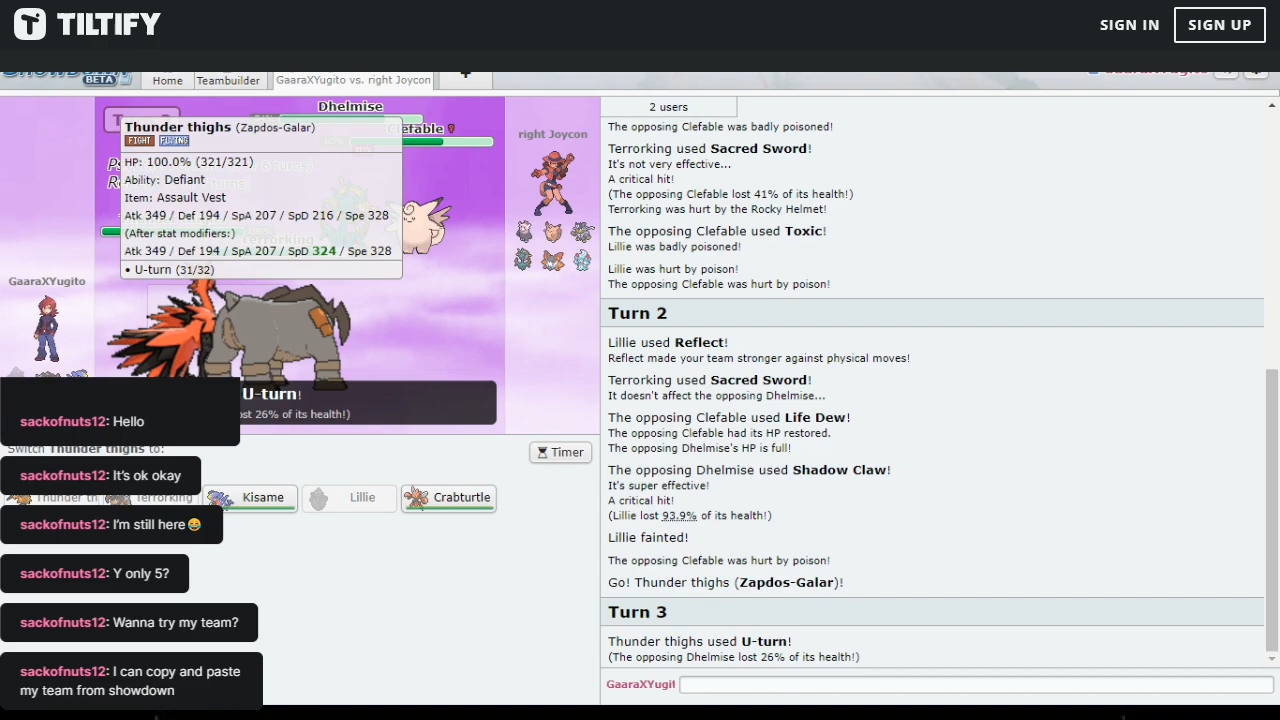 TILTIFY
SIGN IN
SIGN UP
BETA
Home
Teambuilder
GaaraXYugito vs. right Joycon
2 users
Dhelmise
Clefable
right Joycon
Thunder thighs (Zapdos-Galar)
FIGHT FLYING
HP: 100.0% (321/321)
Ability: Defiant
Item: Assault Vest
Atk 349 / Def 194 / SpA 207 / SpD 216 / Spe 328
(After stat modifiers:)
Atk 349 / Def 194 / SpA 207 / SpD 324 / Spe 328
• U-turn (31/32)
GaaraXYugito
U-turn!
ost 26% of its health!)
Switch Thunder thighs to:
Timer
Thunder th
Terrorking
Kisame
Lillie
Crabturtle
sackofnuts12: Hello
sackofnuts12: It's ok okay
sackofnuts12: I'm still here😂
sackofnuts12: Y only 5?
sackofnuts12: Wanna try my team?
sackofnuts12: I can copy and paste
my team from showdown
The opposing Clefable was badly poisoned!
Terrorking used Sacred Sword!
It's not very effective...
A critical hit!
(The opposing Clefable lost 41% of its health!)
Terrorking was hurt by the Rocky Helmet!
The opposing Clefable used Toxic!
Lillie was badly poisoned!
Lillie was hurt by poison!
The opposing Clefable was hurt by poison!
Turn 2
Lillie used Reflect!
Reflect made your team stronger against physical moves!
Terrorking used Sacred Sword!
It doesn't affect the opposing Dhelmise...
The opposing Clefable used Life Dew!
The opposing Clefable had its HP restored.
The opposing Dhelmise's HP is full!
The opposing Dhelmise used Shadow Claw!
It's super effective!
A critical hit!
(Lillie lost 93.9% of its health!)
Lillie fainted!
The opposing Clefable was hurt by poison!
Go! Thunder thighs (Zapdos-Galar)!
Turn 3
Thunder thighs used U-turn!
(The opposing Dhelmise lost 26% of its health!)
GaaraXYugit